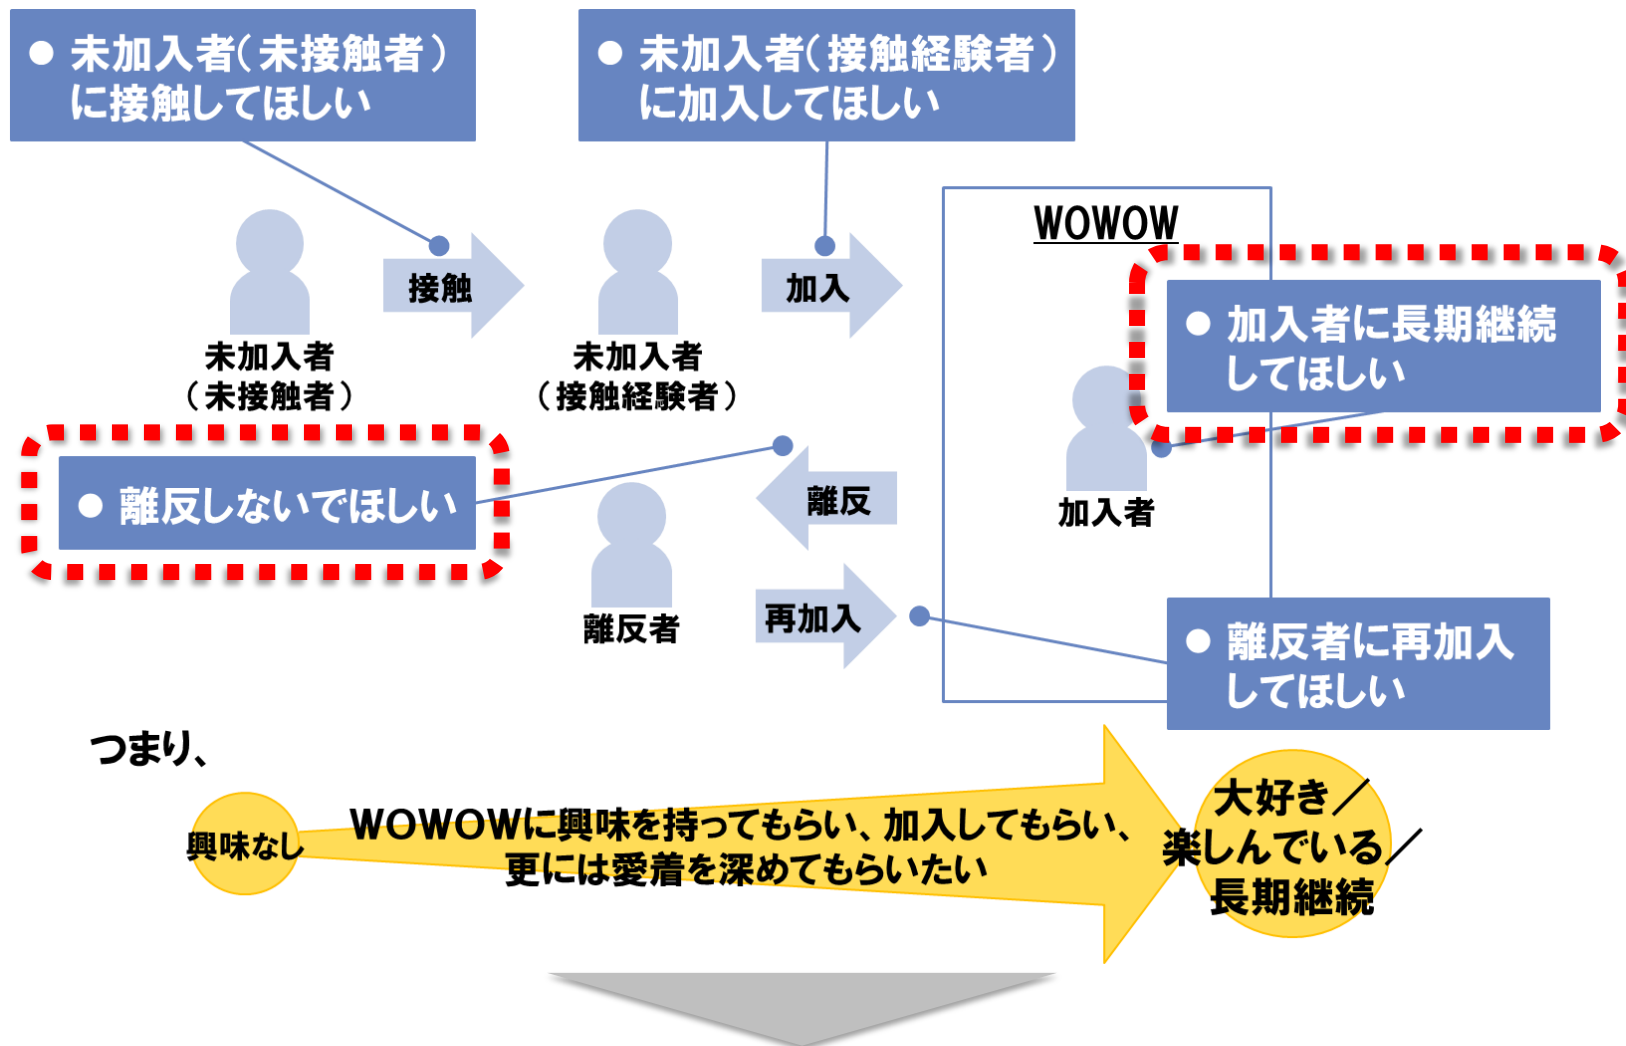 ● 未加入者(未接触者)
に接触してほしい
● 未加入者(接触経験者)
に加入してほしい
WOWOW
接触
加入
● 加入者に長期継続
してほしい
未加入者
(未接触者)
未加入者
(接触経験者)
● 離反しないでほしい
離反
加入者
離反者
再加入
● 離反者に再加入
してほしい
つまり、
興味なし
WOWOWに興味を持ってもらい、加入してもらい、
更には愛着を深めてもらいたい
大好き/
楽しんでいる/
長期継続